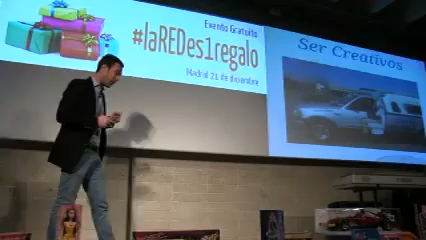 Evento Gratuito
#laREDes1regalo
Madrid 21 de diciembre
Ser Creativos